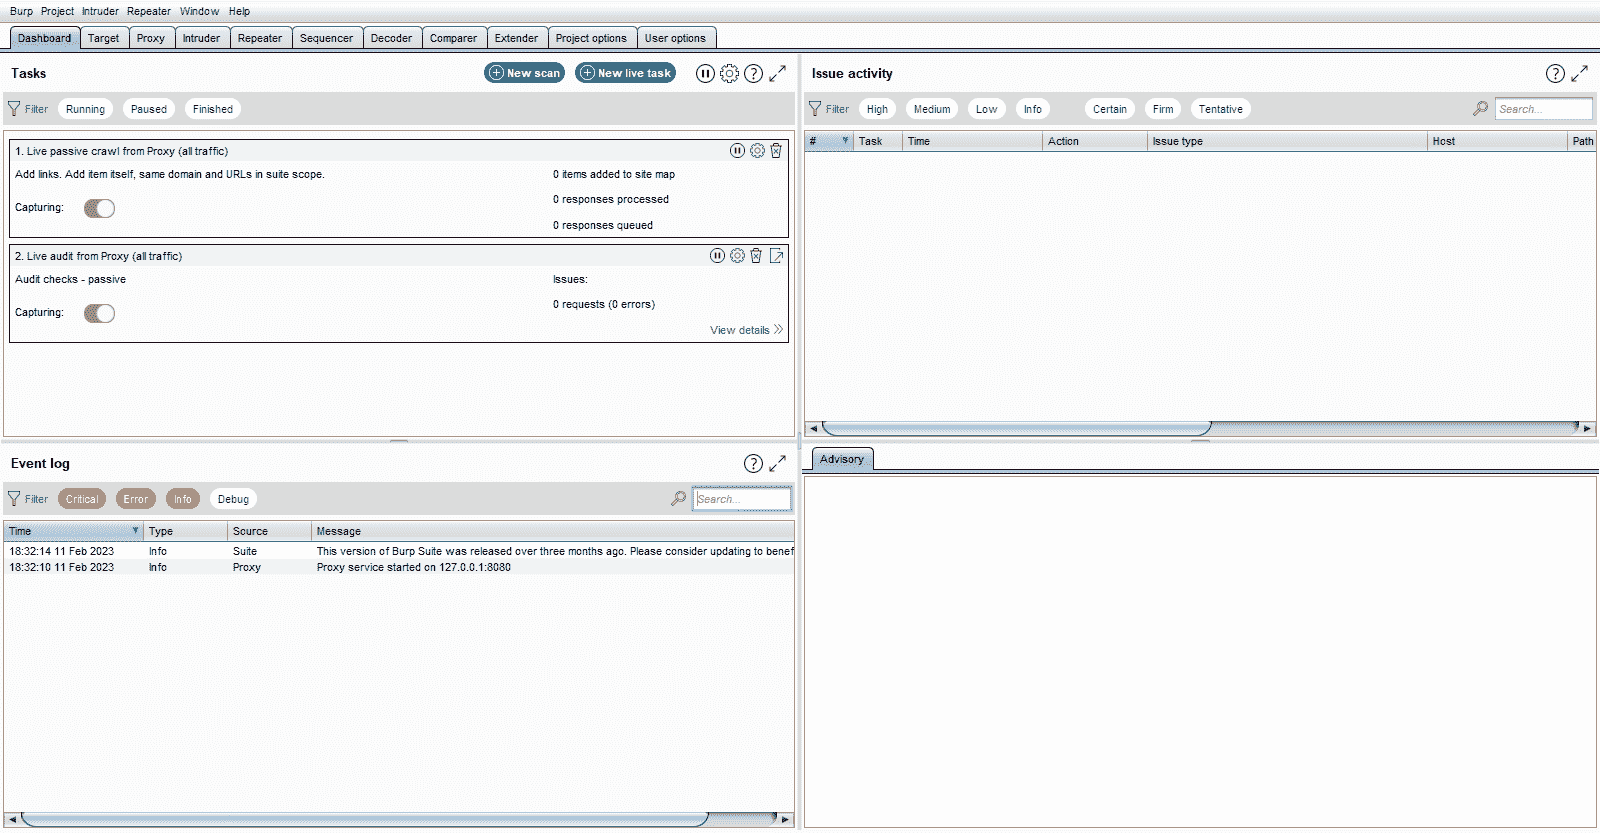 Burp Project Intruder Repeater Window Help
Dashboard Target Proxy Intruder Repeater Sequencer Decoder Comparer Extender Project options User options
Tasks
New scan New live task
Filter Running Paused Finished
1. Live passive crawl from Proxy (all traffic)
Add links. Add item itself, same domain and URLs in suite scope.
0 items added to site map
0 responses processed
Capturing:
0 responses queued
2. Live audit from Proxy (all traffic)
Audit checks - passive
Issues:
0 requests (0 errors)
Capturing:
View details
Issue activity
Filter High Medium Low Info Certain Firm Tentative Search...
# Task Time Action Issue type Host Path
Event log
Filter Critical Error Info Debug Search...
Time Type Source Message
18:32:14 11 Feb 2023 Info Suite This version of Burp Suite was released over three months ago. Please consider updating to benef
18:32:10 11 Feb 2023 Info Proxy Proxy service started on 127.0.0.1:8080
Advisory